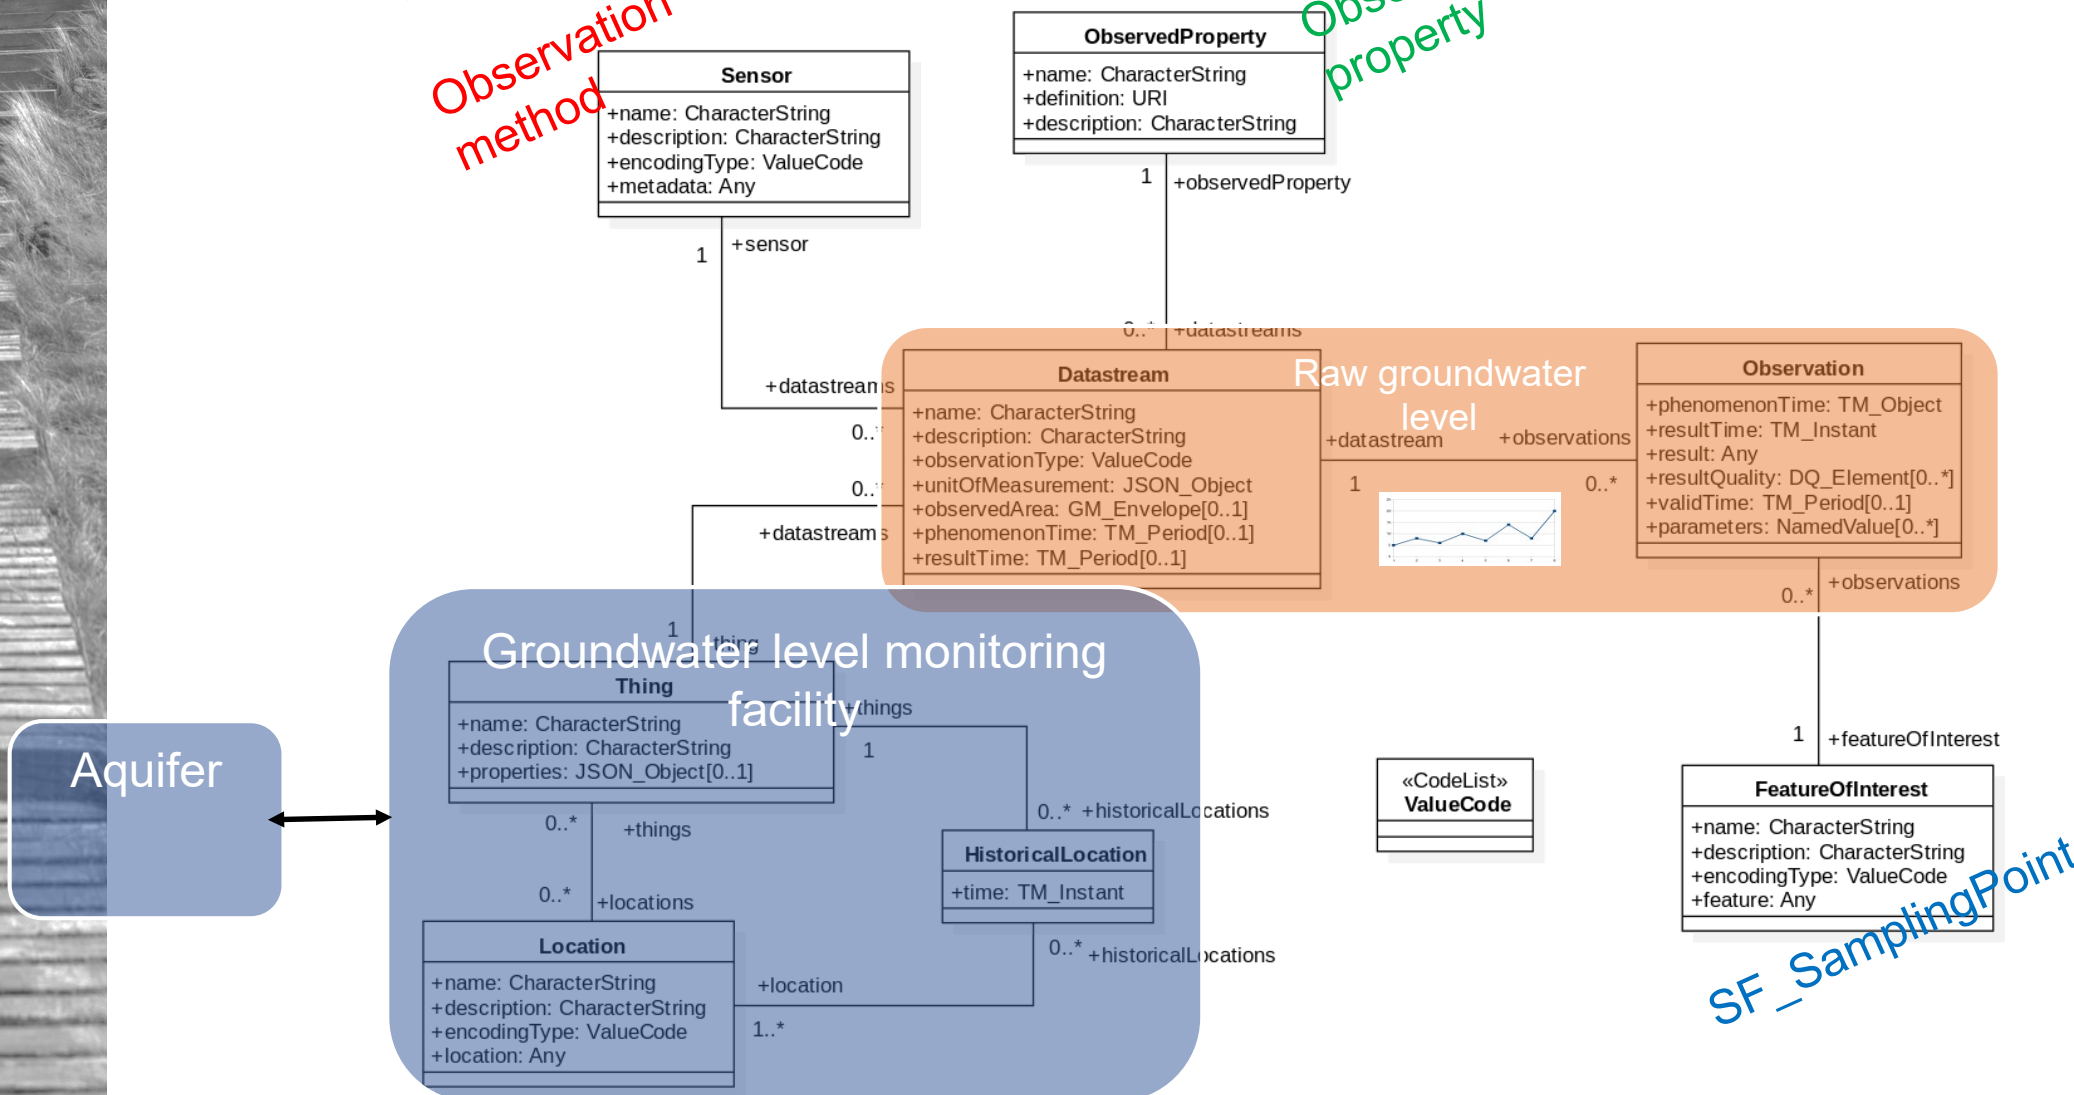 Observation
method
property
Sensor
+name: CharacterString
+description: CharacterString
+encodingType: ValueCode
+metadata: Any
ObservedProperty
+name: CharacterString
+definition: URI
+description: CharacterString
1
+sensor
1
+observedProperty
0..*
+datastreams
+datastreams
0..*
0..*
+datastreams
Raw groundwater
level
Datastream
+name: CharacterString
+description: CharacterString
+observationType: ValueCode
+unitOfMeasurement: JSON_Object
+observedArea: GM_Envelope[0..1]
+phenomenonTime: TM_Period[0..1]
+resultTime: TM_Period[0..1]
+datastream
1
+observations
0..*
Observation
+phenomenonTime: TM_Object
+resultTime: TM_Instant
+result: Any
+resultQuality: DQ_Element[0..*]
+validTime: TM_Period[0..1]
+parameters: NamedValue[0..*]
0..*
+observations
1
+featureOfInterest
FeatureOfInterest
+name: CharacterString
+description: CharacterString
+encodingType: ValueCode
+feature: Any
SF_SamplingPoint
«CodeList»
ValueCode
Groundwater level monitoring
facility
1
+thing
Thing
+name: CharacterString
+description: CharacterString
+properties: JSON_Object[0..1]
+things
1
0..*
+historicalLocations
HistoricalLocation
+time: TM_Instant
0..*
+historicalLocations
0..*
+things
0..*
+locations
Location
+name: CharacterString
+description: CharacterString
+encodingType: ValueCode
+location: Any
+location
1..*
Aquifer